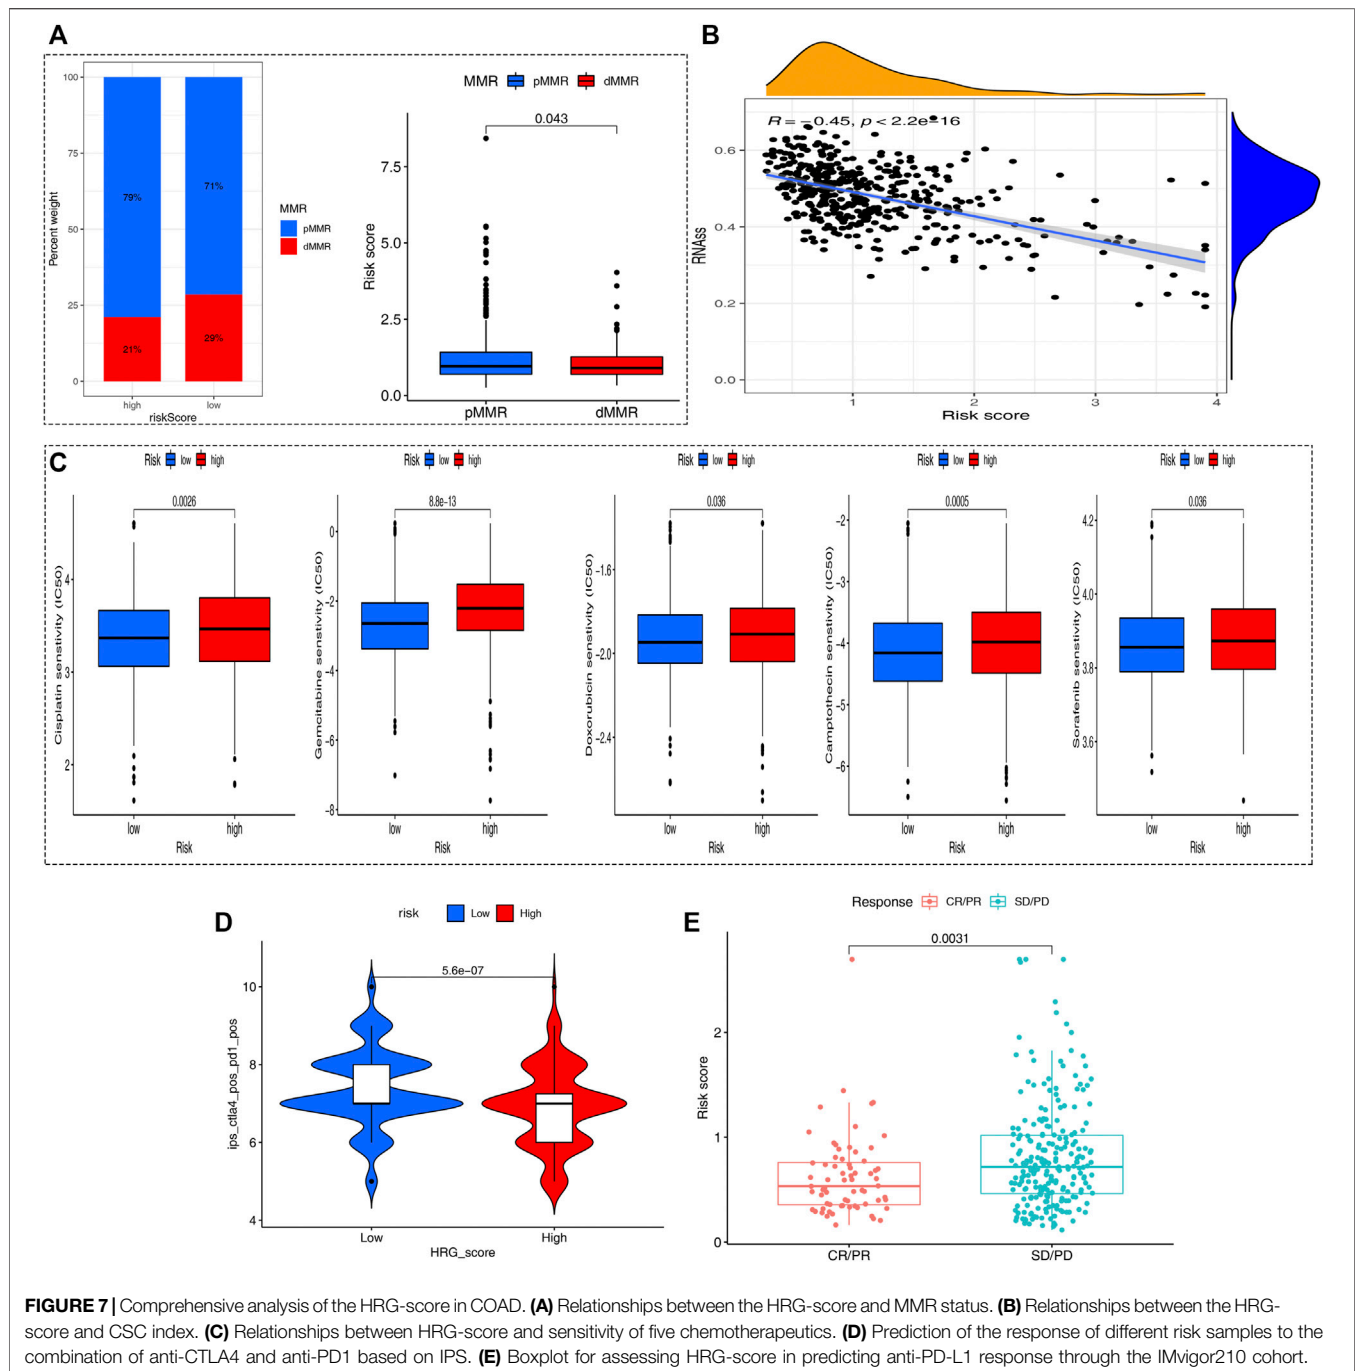 A
MMR pMMR dMMR
100
75
50
25
0
Percent weight
79%
71%
21%
29%
high
low
riskScore
MMR
pMMR
dMMR
0.043
7.5
5.0
2.5
0.0
Risk score
pMMR
dMMR
B
R = −0.45, p < 2.2e−16
0.6
0.4
0.2
0.0
RNAss
1
2
3
4
Risk score
C
Risk low high
0.0026
4
3
2
Cisplatin senstivity (IC50)
low
high
Risk
Risk low high
8.8e-13
0
-2
-4
-6
-8
Gemcitabine senstivity (IC50)
low
high
Risk
Risk low high
0.036
-1.6
-2.0
-2.4
Doxorubicin senstivity (IC50)
low
high
Risk
Risk low high
0.0005
-2
-3
-4
-5
-6
Camptothecin senstivity (IC50)
low
high
Risk
Risk low high
0.036
4.2
4.0
3.8
3.6
Sorafenib senstivity (IC50)
low
high
Risk
D
risk Low High
5.6e−07
10
8
6
4
ips_ctla4_pos_pd1_pos
Low
High
HRG_score
E
Response CR/PR SD/PD
0.0031
2
1
0
Risk score
CR/PR
SD/PD
FIGURE 7 | Comprehensive analysis of the HRG-score in COAD. (A) Relationships between the HRG-score and MMR status. (B) Relationships between the HRG-
score and CSC index. (C) Relationships between HRG-score and sensitivity of five chemotherapeutics. (D) Prediction of the response of different risk samples to the
combination of anti-CTLA4 and anti-PD1 based on IPS. (E) Boxplot for assessing HRG-score in predicting anti-PD-L1 response through the IMvigor210 cohort.